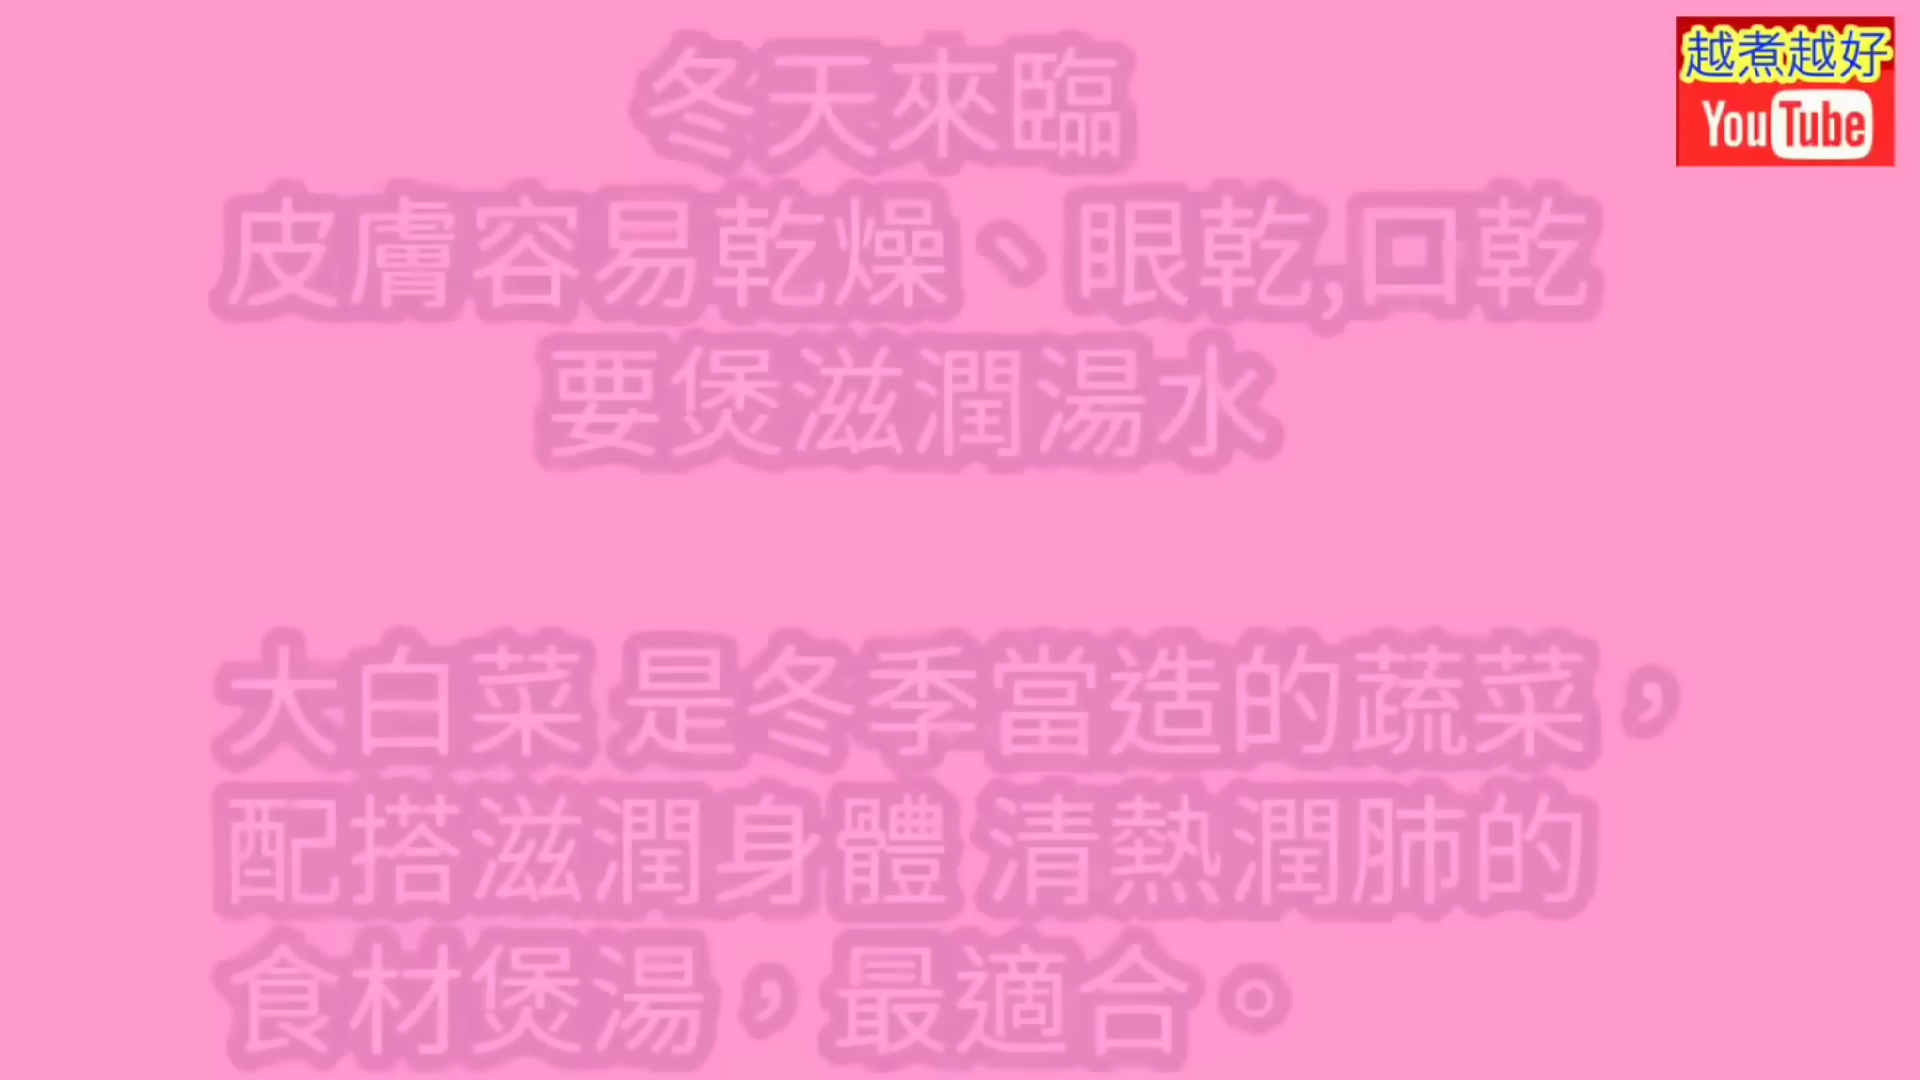 冬天來臨
皮膚容易乾燥、眼乾,口乾
要煲滋潤湯水
大白菜 是冬季當造的蔬菜，
配搭滋潤身體 清熱潤肺的
食材煲湯，最適合。
越煮越好
YouTube